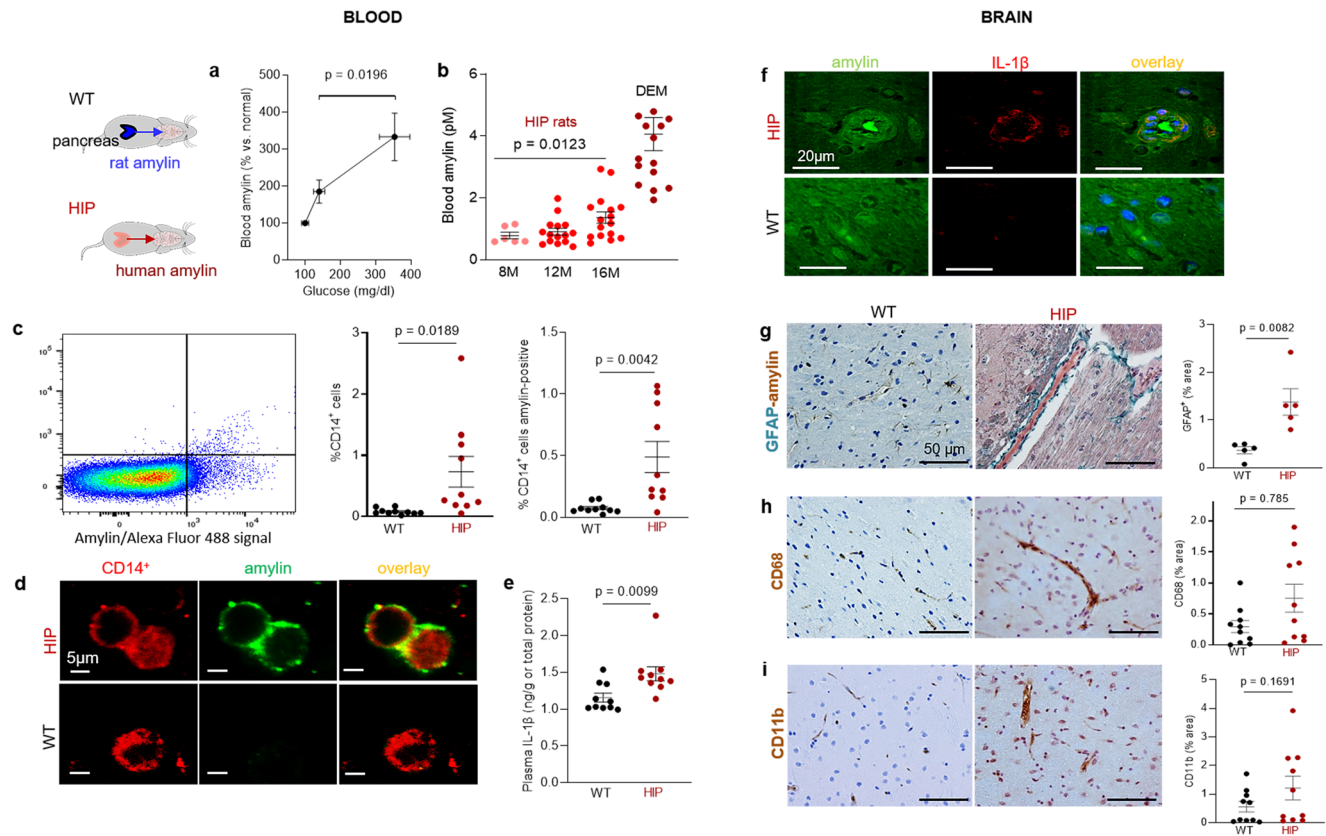 BLOOD
BRAIN
WT
pancreas
rat amylin
HIP
human amylin
a
p = 0.0196
Blood amylin (% vs. normal)
500
400
300
200
100
0
100
200
300
400
Glucose (mg/dl)
b
DEM
HIP rats
p = 0.0123
Blood amylin (pM)
6
4
2
0
8M
12M
16M
c
10⁵
10⁴
10³
0
0
10³
10⁴
Amylin/Alexa Fluor 488 signal
p = 0.0189
%CD14⁺ cells
3
2
1
0
WT
HIP
p = 0.0042
% CD14⁺ cells amylin-positive
1.5
1.0
0.5
0.0
WT
HIP
d
CD14⁺
amylin
overlay
HIP
5μm
WT
e
p = 0.0099
Plasma IL-1β (ng/g or total protein)
2.5
2.0
1.5
1.0
0.5
0.0
WT
HIP
f
amylin
IL-1β
overlay
HIP
20μm
WT
g
WT
HIP
GFAP-amylin
50 μm
p = 0.0082
GFAP⁺ (% area)
3
2
1
0
WT
HIP
h
CD68
p = 0.785
CD68 (% area)
2.0
1.5
1.0
0.5
0.0
WT
HIP
i
CD11b
p = 0.1691
CD11b (% area)
5
4
3
2
1
0
WT
HIP